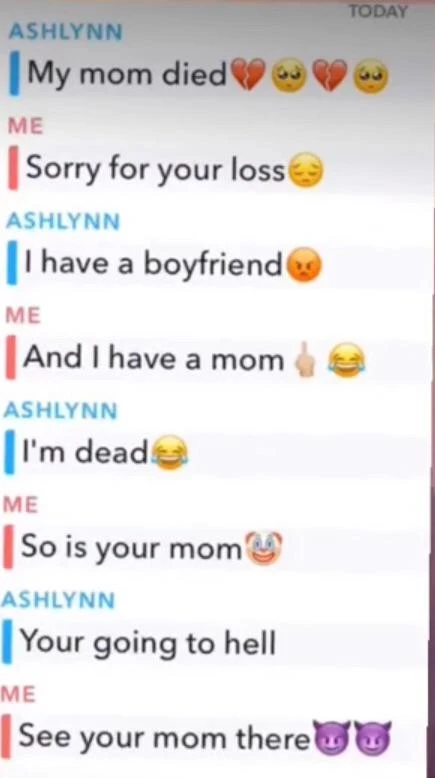 TODAY
ASHLYNN
My mom died💔🥺💔🥺
ME
Sorry for your loss😔
ASHLYNN
I have a boyfriend😡
ME
And I have a mom🖕🏼😂
ASHLYNN
I'm dead😂
ME
So is your mom🤡
ASHLYNN
Your going to hell
ME
See your mom there😈😈